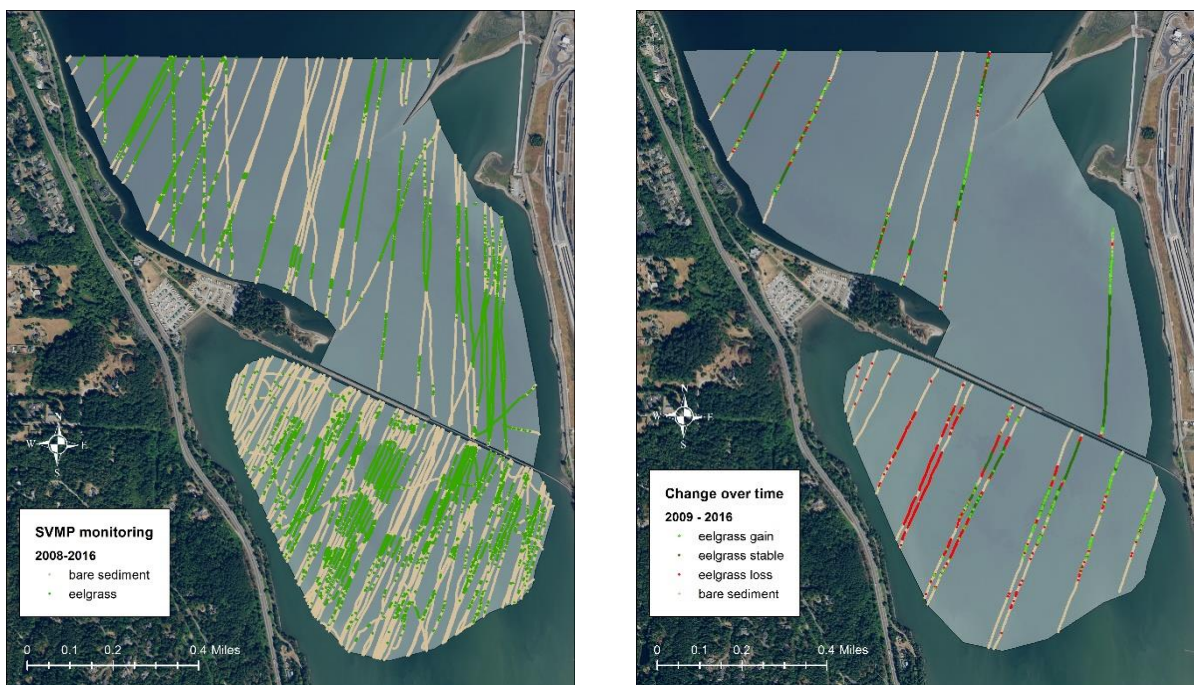 N
W E
S
SVMP monitoring
2008-2016
bare sediment
eelgrass
0 0.1 0.2 0.4 Miles
N
W E
S
Change over time
2009 - 2016
eelgrass gain
eelgrass stable
eelgrass loss
bare sediment
0 0.1 0.2 0.4 Miles